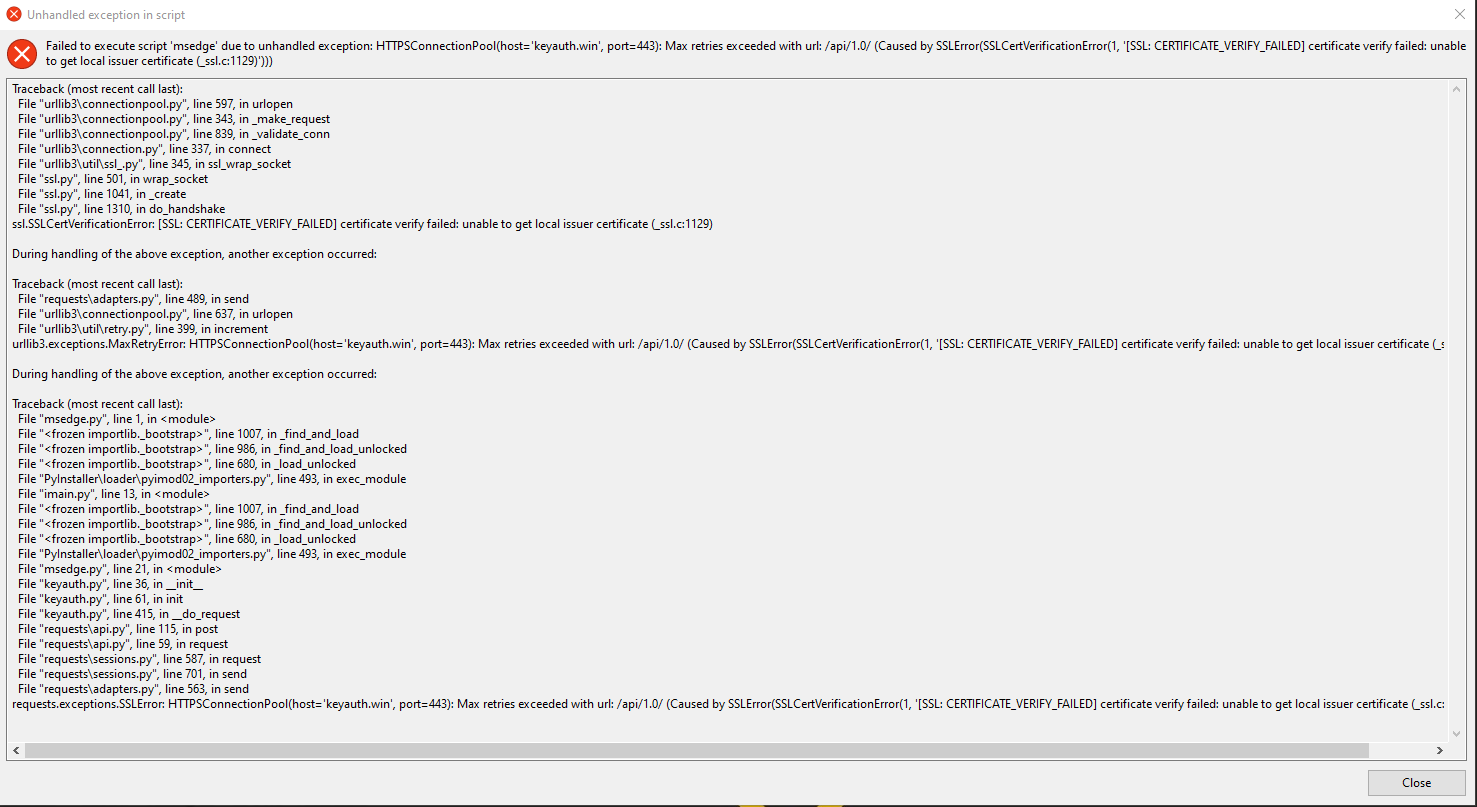 Unhandled exception in script
Failed to execute script 'msedge' due to unhandled exception: HTTPSConnectionPool(host='keyauth.win', port=443): Max retries exceeded with url: /api/1.0/ (Caused by SSLError(SSLCertVerificationError(1, '[SSL: CERTIFICATE_VERIFY_FAILED] certificate verify failed: unable
to get local issuer certificate (_ssl.c:1129)')))
Traceback (most recent call last):
File "urllib3\connectionpool.py", line 597, in urlopen
File "urllib3\connectionpool.py", line 343, in _make_request
File "urllib3\connectionpool.py", line 839, in _validate_conn
File "urllib3\connection.py", line 337, in connect
File "urllib3\util\ssl_.py", line 345, in ssl_wrap_socket
File "ssl.py", line 501, in wrap_socket
File "ssl.py", line 1041, in _create
File "ssl.py", line 1310, in do_handshake
ssl.SSLCertVerificationError: [SSL: CERTIFICATE_VERIFY_FAILED] certificate verify failed: unable to get local issuer certificate (_ssl.c:1129)
During handling of the above exception, another exception occurred:
Traceback (most recent call last):
File "requests\adapters.py", line 489, in send
File "urllib3\connectionpool.py", line 637, in urlopen
File "urllib3\util\retry.py", line 399, in increment
urllib3.exceptions.MaxRetryError: HTTPSConnectionPool(host='keyauth.win', port=443): Max retries exceeded with url: /api/1.0/ (Caused by SSLError(SSLCertVerificationError(1, '[SSL: CERTIFICATE_VERIFY_FAILED] certificate verify failed: unable to get local issuer certificate (_s
During handling of the above exception, another exception occurred:
Traceback (most recent call last):
File "msedge.py", line 1, in <module>
File "<frozen importlib._bootstrap>", line 1007, in _find_and_load
File "<frozen importlib._bootstrap>", line 986, in _find_and_load_unlocked
File "<frozen importlib._bootstrap>", line 680, in _load_unlocked
File "PyInstaller\loader\pyimod02_importers.py", line 493, in exec_module
File "imain.py", line 13, in <module>
File "<frozen importlib._bootstrap>", line 1007, in _find_and_load
File "<frozen importlib._bootstrap>", line 986, in _find_and_load_unlocked
File "<frozen importlib._bootstrap>", line 680, in _load_unlocked
File "PyInstaller\loader\pyimod02_importers.py", line 493, in exec_module
File "msedge.py", line 21, in <module>
File "keyauth.py", line 36, in __init__
File "keyauth.py", line 61, in init
File "keyauth.py", line 415, in __do_request
File "requests\api.py", line 115, in post
File "requests\api.py", line 59, in request
File "requests\sessions.py", line 587, in request
File "requests\sessions.py", line 701, in send
File "requests\adapters.py", line 563, in send
requests.exceptions.SSLError: HTTPSConnectionPool(host='keyauth.win', port=443): Max retries exceeded with url: /api/1.0/ (Caused by SSLError(SSLCertVerificationError(1, '[SSL: CERTIFICATE_VERIFY_FAILED] certificate verify failed: unable to get local issuer certificate (_ssl.c:
Close